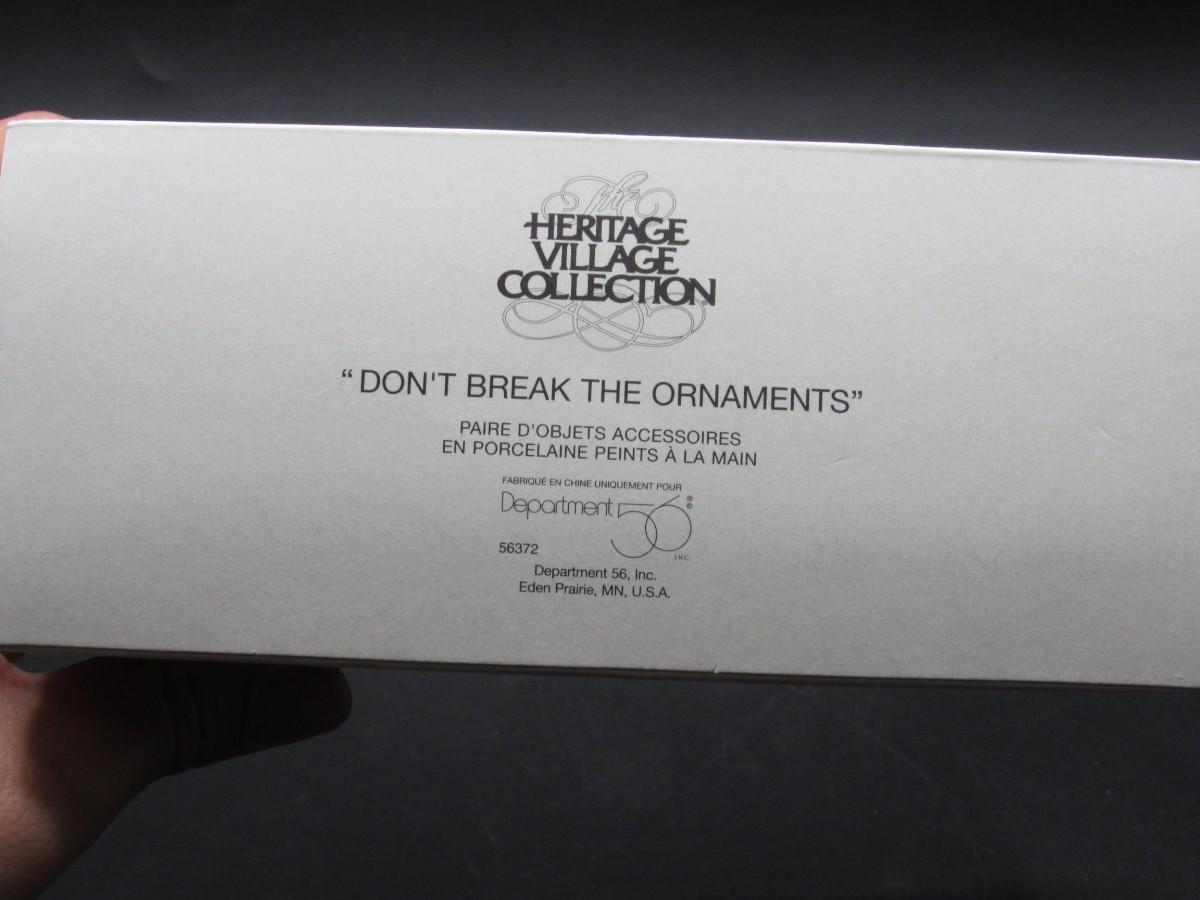 The
HERITAGE
VILLAGE
COLLECTION®
“DON'T BREAK THE ORNAMENTS”
PAIRE D'OBJETS ACCESSOIRES
EN PORCELAINE PEINTS À LA MAIN
FABRIQUÉ EN CHINE UNIQUEMENT POUR
Department 56 ® ©
INC.
56372
Department 56, Inc.
Eden Prairie, MN, U.S.A.